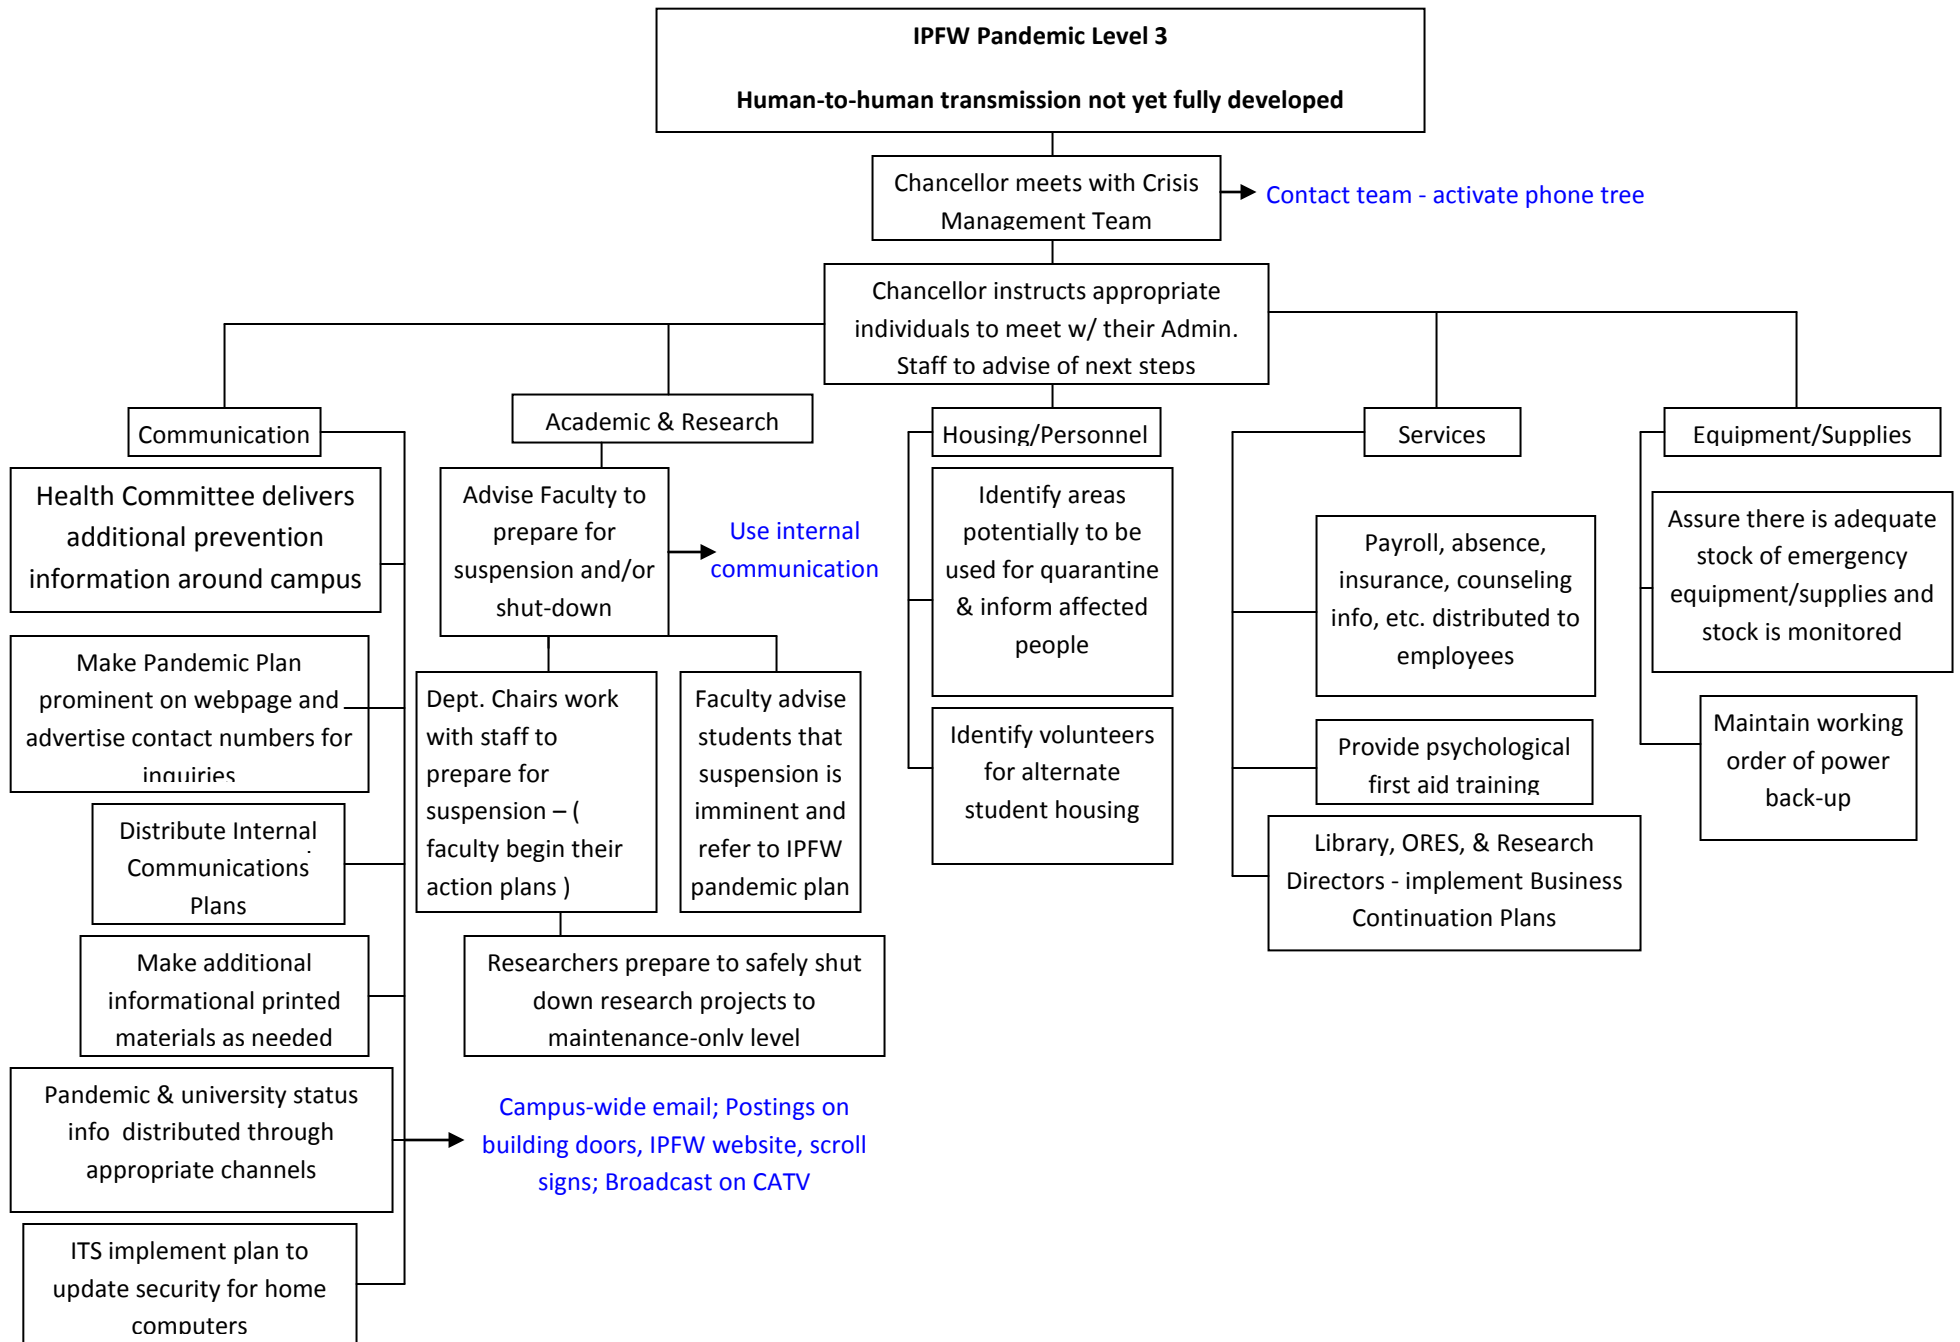 IPFW Pandemic Level 3
Human-to-human transmission not yet fully developed
Chancellor meets with Crisis
Management Team
Contact team - activate phone tree
Chancellor instructs appropriate
individuals to meet w/ their Admin.
Staff to advise of next steps
Communication
Health Committee delivers
additional prevention
information around campus
Make Pandemic Plan
prominent on webpage and
advertise contact numbers for
inquiries
Distribute Internal
Communications
Plans
Make additional
informational printed
materials as needed
Pandemic & university status
info distributed through
appropriate channels
Campus-wide email; Postings on
building doors, IPFW website, scroll
signs; Broadcast on CATV
ITS implement plan to
update security for home
computers
Academic & Research
Advise Faculty to
prepare for
suspension and/or
shut-down
Use internal
communication
Dept. Chairs work
with staff to
prepare for
suspension – (
faculty begin their
action plans )
Faculty advise
students that
suspension is
imminent and
refer to IPFW
pandemic plan
Researchers prepare to safely shut
down research projects to
maintenance-only level
Housing/Personnel
Identify areas
potentially to be
used for quarantine
& inform affected
people
Identify volunteers
for alternate
student housing
Services
Payroll, absence,
insurance, counseling
info, etc. distributed to
employees
Provide psychological
first aid training
Library, ORES, & Research
Directors - implement Business
Continuation Plans
Equipment/Supplies
Assure there is adequate
stock of emergency
equipment/supplies and
stock is monitored
Maintain working
order of power
back-up